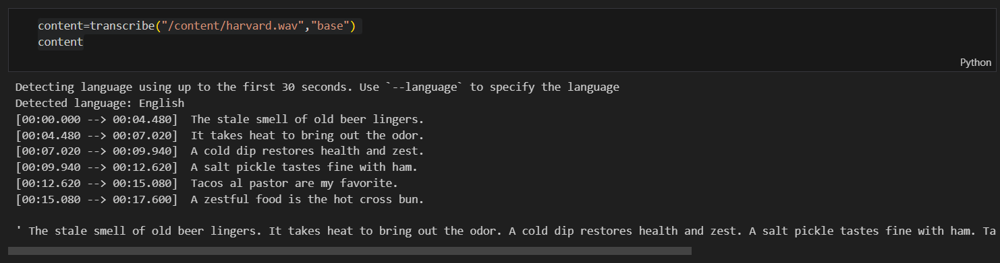 content=transcribe("/content/harvard.wav","base")
content
Python
Detecting language using up to the first 30 seconds. Use `--language` to specify the language
Detected language: English
[00:00.000 --> 00:04.480]  The stale smell of old beer lingers.
[00:04.480 --> 00:07.020]  It takes heat to bring out the odor.
[00:07.020 --> 00:09.940]  A cold dip restores health and zest.
[00:09.940 --> 00:12.620]  A salt pickle tastes fine with ham.
[00:12.620 --> 00:15.080]  Tacos al pastor are my favorite.
[00:15.080 --> 00:17.600]  A zestful food is the hot cross bun.
' The stale smell of old beer lingers. It takes heat to bring out the odor. A cold dip restores health and zest. A salt pickle tastes fine with ham. Ta